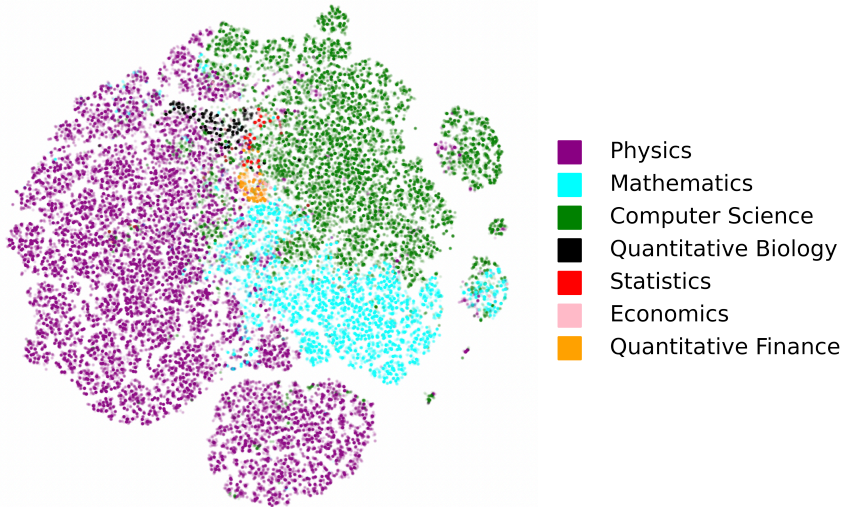 Physics
Mathematics
Computer Science
Quantitative Biology
Statistics
Economics
Quantitative Finance